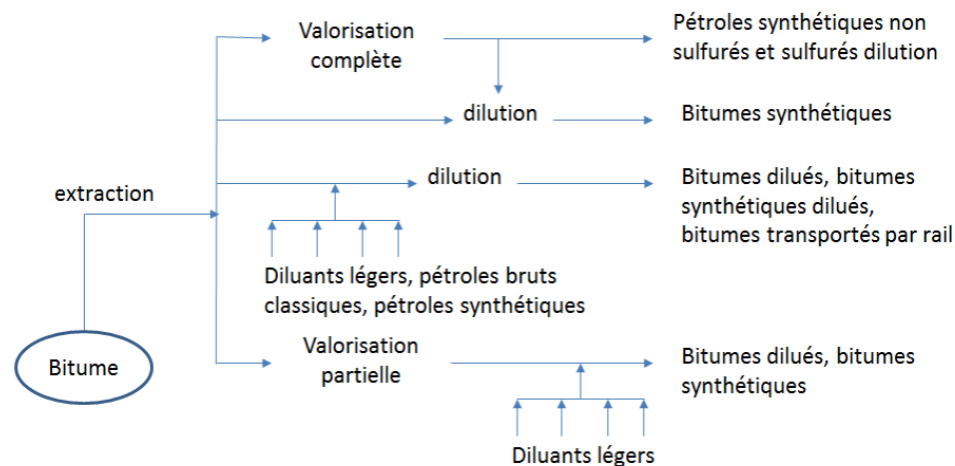 Valorisation
complète
Pétroles synthétiques non
sulfurés et sulfurés dilution
dilution
Bitumes synthétiques
extraction
dilution
Bitumes dilués, bitumes
synthétiques dilués,
bitumes transportés par rail
Diluants légers, pétroles bruts
classiques, pétroles synthétiques
Bitume
Valorisation
partielle
Bitumes dilués, bitumes
synthétiques
Diluants légers